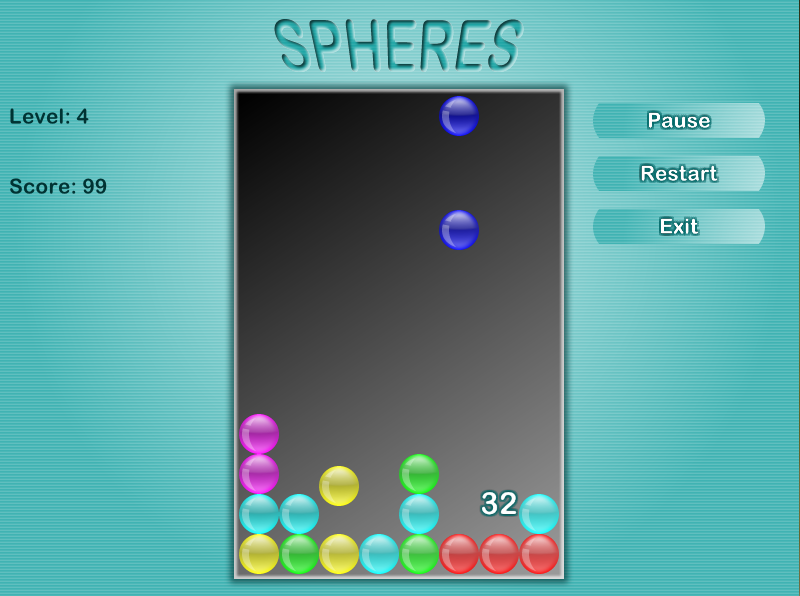 SPHERES
Level: 4
Score: 99
Pause
Restart
Exit
32